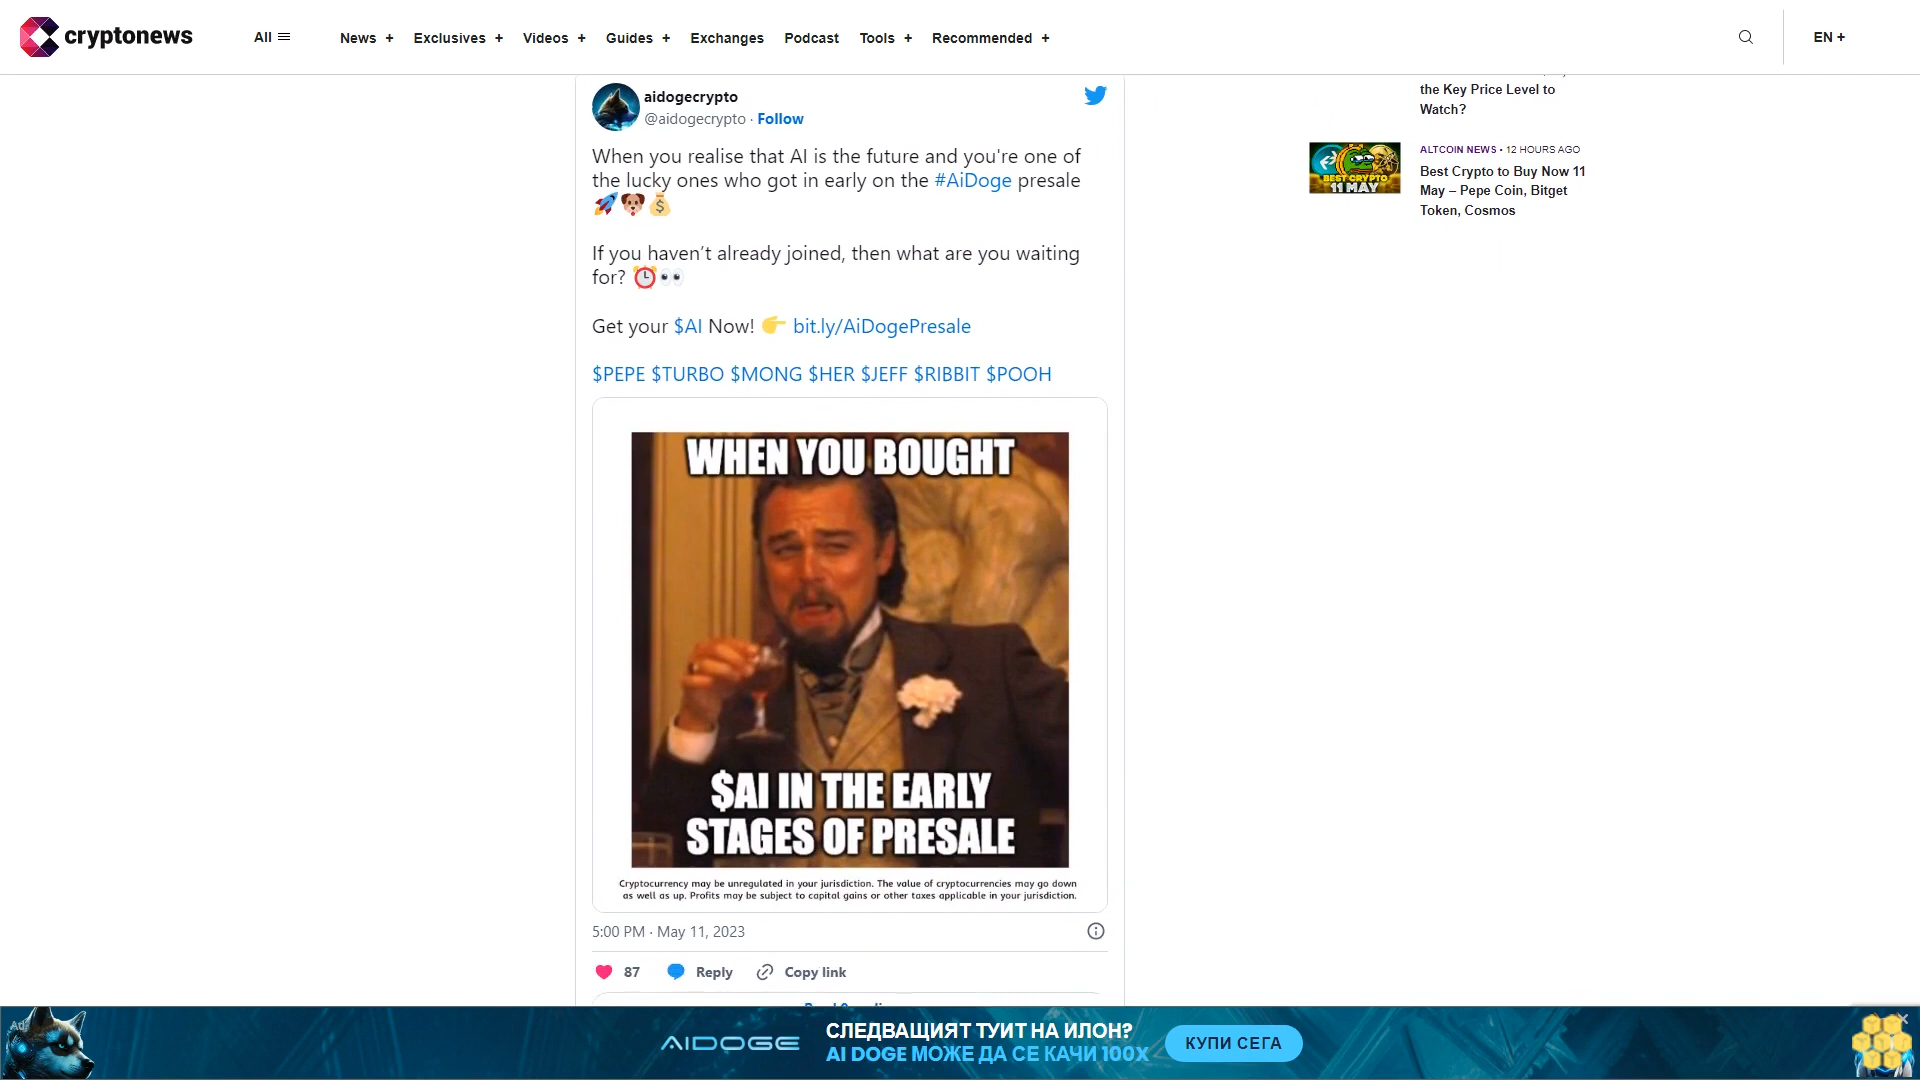 cryptonews
All
News +
Exclusives +
Videos +
Guides +
Exchanges
Podcast
Tools +
Recommended +
EN +
aidogecrypto
@aidogecrypto · Follow
When you realise that AI is the future and you're one of
the lucky ones who got in early on the #AiDoge presale
🚀🐶💰
If you haven't already joined, then what are you waiting
for? ⏰👀
Get your $AI Now! 👉 bit.ly/AiDogePresale
$PEPE $TURBO $MONG $HER $JEFF $RIBBIT $POOH
WHEN YOU BOUGHT
$AI IN THE EARLY
STAGES OF PRESALE
Cryptocurrency may be unregulated in your jurisdiction. The value of cryptocurrencies may go down
as well as up. Profits may be subject to capital gains or other taxes applicable in your jurisdiction.
5:00 PM · May 11, 2023
87
Reply
Copy link
the Key Price Level to
Watch?
BEST CRYPTO
11 MAY
ALTCOIN NEWS • 12 HOURS AGO
Best Crypto to Buy Now 11
May – Pepe Coin, Bitget
Token, Cosmos
Ad
AIDOGE
СЛЕДВАЩИЯТ ТУИТ НА ИЛОН?
AI DOGE МОЖЕ ДА СЕ КАЧИ 100X
КУПИ СЕГА